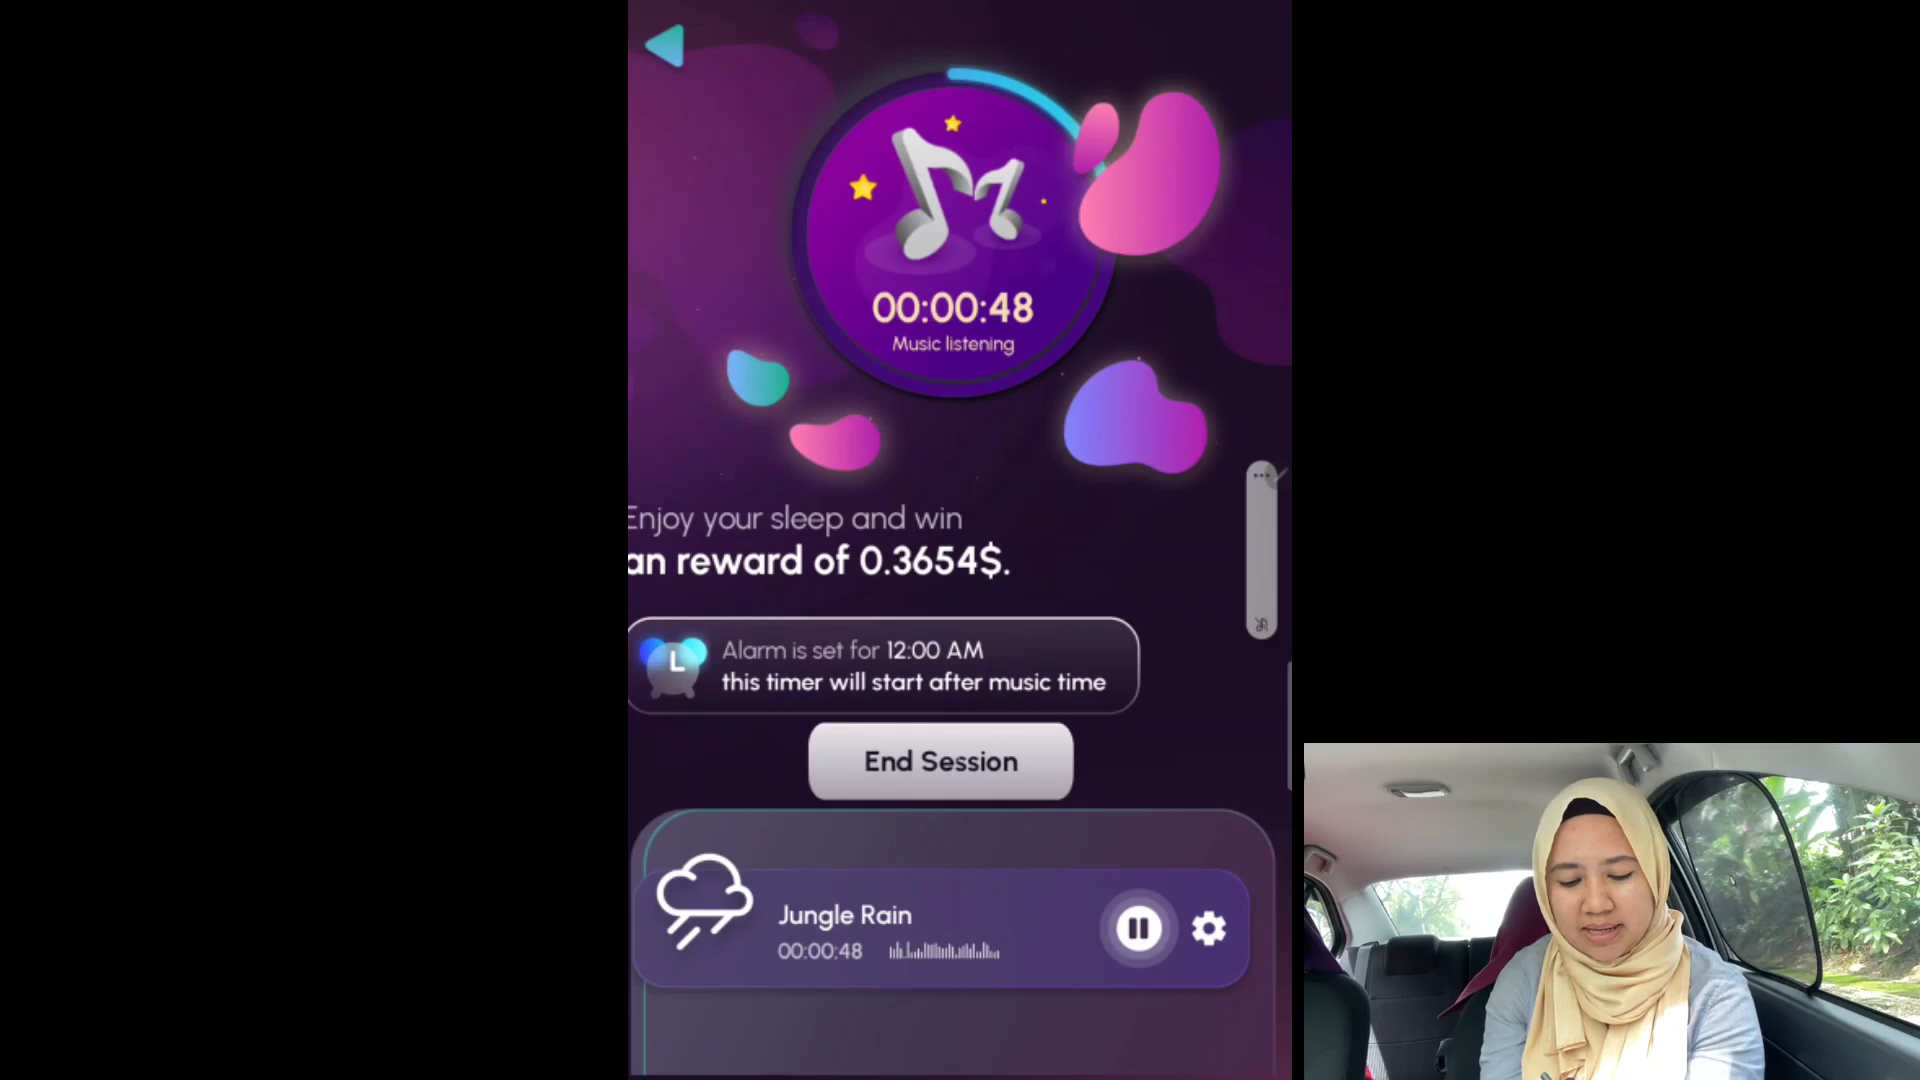 00:00:48
Music listening
Enjoy your sleep and win
an reward of 0.3654$.
Alarm is set for 12:00 AM
this timer will start after music time
End Session
Jungle Rain
00:00:48